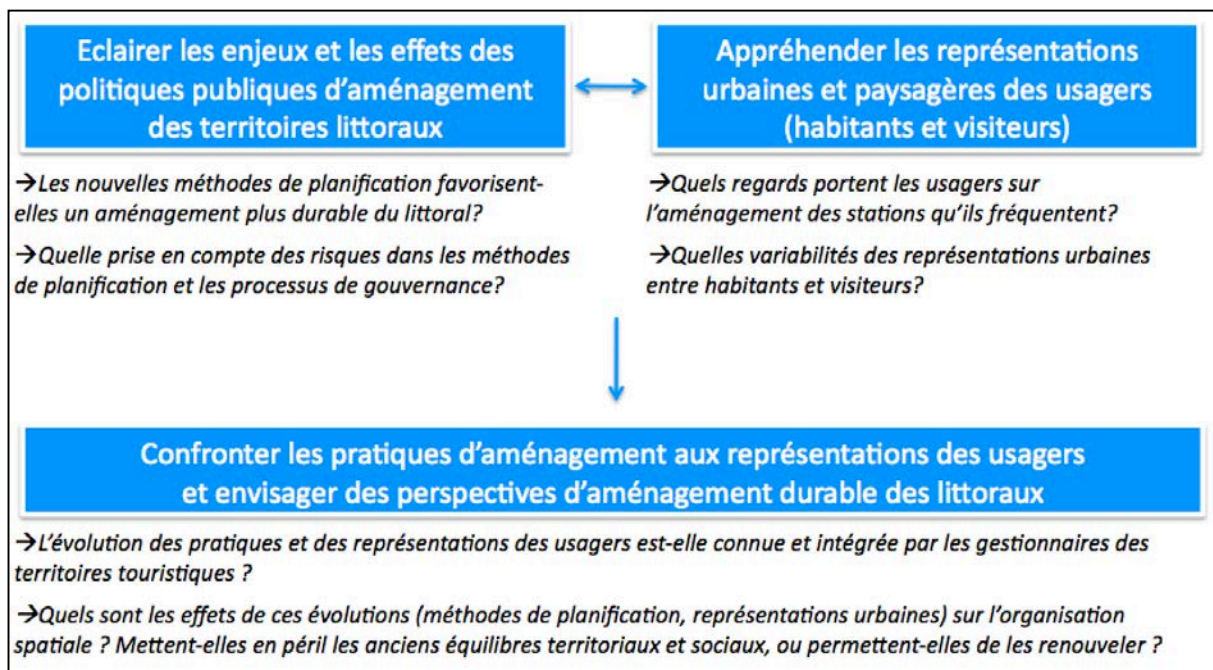 Eclairer les enjeux et les effets des
politiques publiques d'aménagement
des territoires littoraux
Appréhender les représentations
urbaines et paysagères des usagers
(habitants et visiteurs)
→Les nouvelles méthodes de planification favorisent-
elles un aménagement plus durable du littoral?
→Quelle prise en compte des risques dans les méthodes
de planification et les processus de gouvernance?
→Quels regards portent les usagers sur
l'aménagement des stations qu'ils fréquentent?
→Quelles variabilités des représentations urbaines
entre habitants et visiteurs?
Confronter les pratiques d'aménagement aux représentations des usagers
et envisager des perspectives d'aménagement durable des littoraux
→L'évolution des pratiques et des représentations des usagers est-elle connue et intégrée par les gestionnaires des
territoires touristiques ?
→Quels sont les effets de ces évolutions (méthodes de planification, représentations urbaines) sur l'organisation
spatiale ? Mettent-elles en péril les anciens équilibres territoriaux et sociaux, ou permettent-elles de les renouveler ?